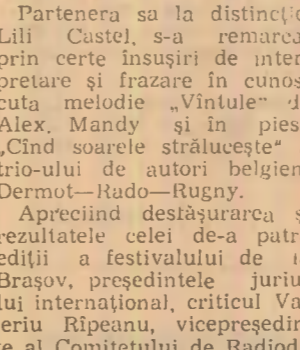 Partenera sa la distincți
Lili Castel, s-a remarca
prin certe însușiri de inter
pretare și frazare în cunos
cuta melodie „Vîntule"
Alex. Mandy și în pies
„Cînd soarele strălucește"
trio-ului de autori belgien
Dermot—Rado—Rugny.
Apreciind desfășurarea ș
rezultatele celei de-a patr
ediții a festivalului de l
Brașov, președintele juriu
lui internațional, criticul Va
eriu Rîpeanu, vicepreședin
te al Comitetului de Radiod